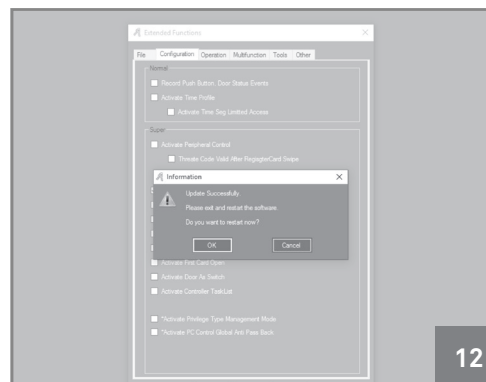 Extended Functions
File Configuration Operation Multifunction Tools Other
Normal
Record Push Button, Door Status Events
Activate Time Profile
Activate Time Seg Limited Access
Super
Activate Peripheral Control
Threate Code Valid After RegisterCard Swipe
Information
Update Successfully.
Please exit and restart the software.
Do you want to restart now?
OK Cancel
Activate First Card Open
Activate Door As Switch
Activate Controller TaskList
*Activate Privilege Type Management Mode
*Activate PC Control Global Anti Pass Back
12